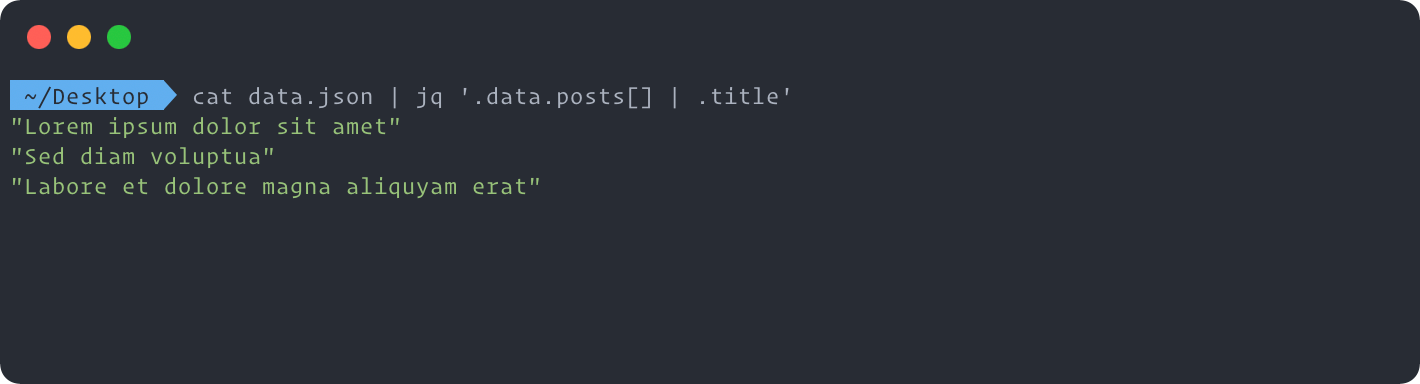 ~/Desktop cat data.json | jq '.data.posts[] | .title'
"Lorem ipsum dolor sit amet"
"Sed diam voluptua"
"Labore et dolore magna aliquyam erat"